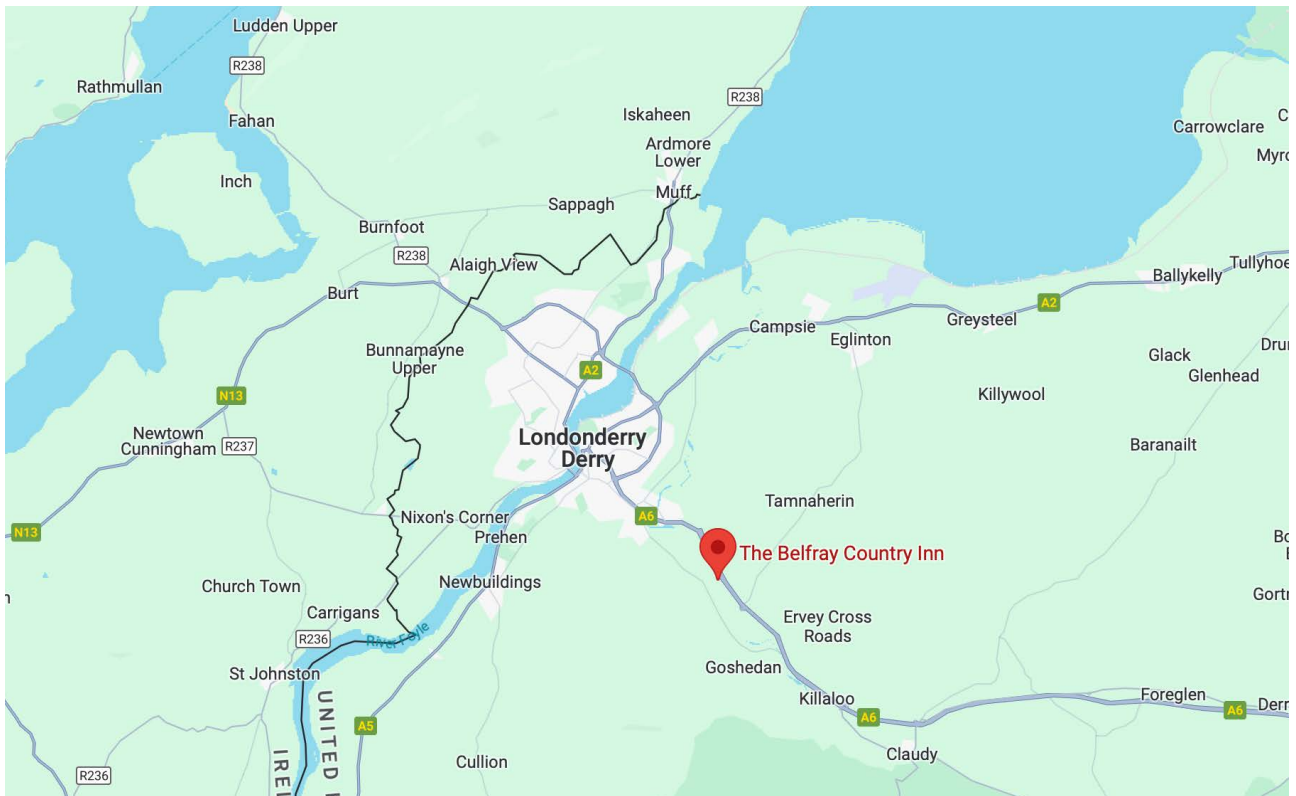 Ludden Upper
R238
Rathmullan
R238
Fahan
Iskaheen
Carrowclare
Ardmore
Lower
Inch
Muff
Sappagh
Burnfoot
R238
Alaigh View
Tullyhoe
Ballykelly
Burt
A2
Greysteel
Campsie
Eglinton
Bunnamayne
Upper
Glack
A2
Glenhead
Killywool
N13
Newtown
Cunningham
R237
Londonderry
Derry
Baranailt
Tamnaherin
Nixon's Corner
A6
N13
Prehen
The Belfray Country Inn
Newbuildings
Church Town
Carrigans
Ervey Cross
Roads
R236
River Foyle
Goshedan
St Johnston
Killaloo
Foreglen
A6
Derr
A6
A5
UNITED
IREL
Claudy
Cullion
R236